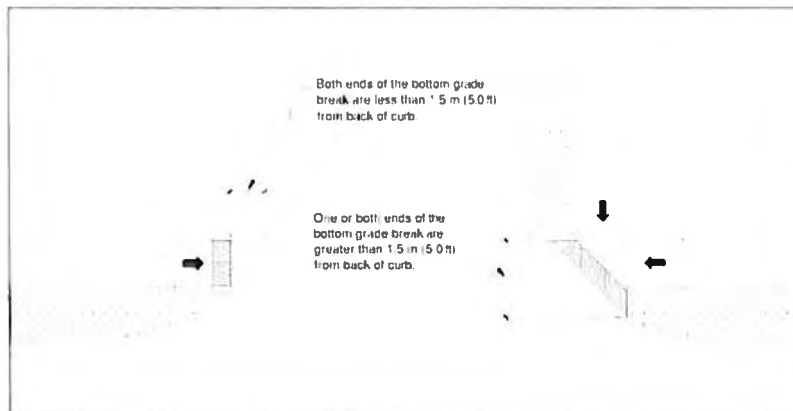 Both ends of the bottom grade
break are less than 1.5 m (5.0 ft)
from back of curb.
One or both ends of the
bottom grade break are
greater than 1.5 m (5.0 ft)
from back of curb.